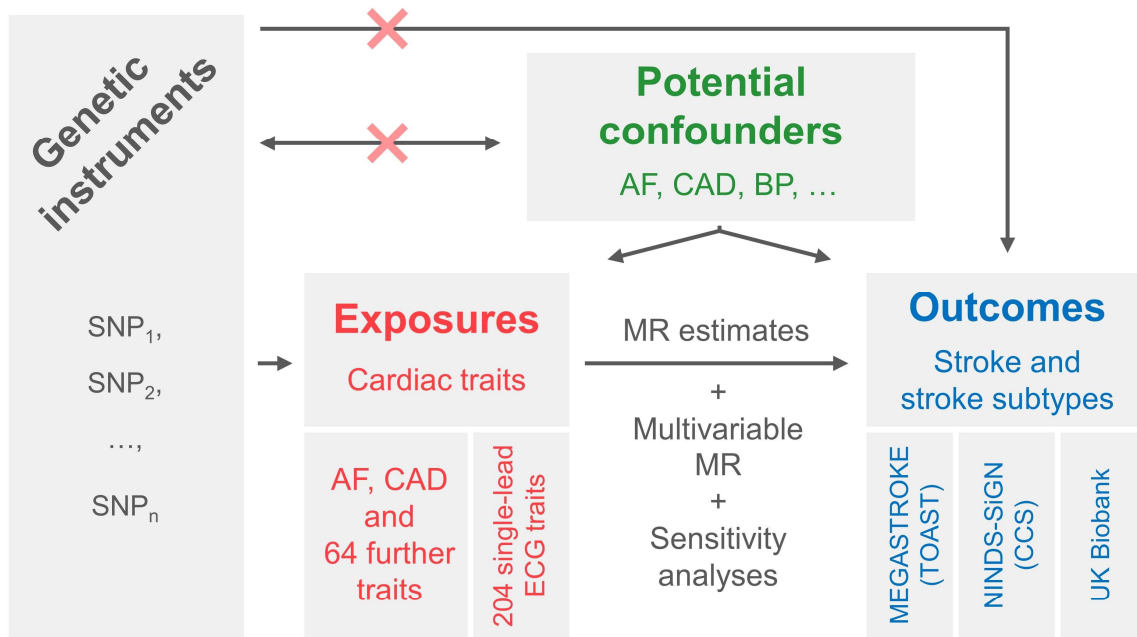 Genetic
instruments
SNP₁,
SNP₂,
…,
SNPₙ
Potential
confounders
AF, CAD, BP, …
Exposures
Cardiac traits
AF, CAD
and
64 further
traits
204 single-lead
ECG traits
MR estimates
+
Multivariable
MR
+
Sensitivity
analyses
Outcomes
Stroke and
stroke subtypes
MEGASTROKE
(TOAST)
NINDS-SiGN
(CCS)
UK Biobank